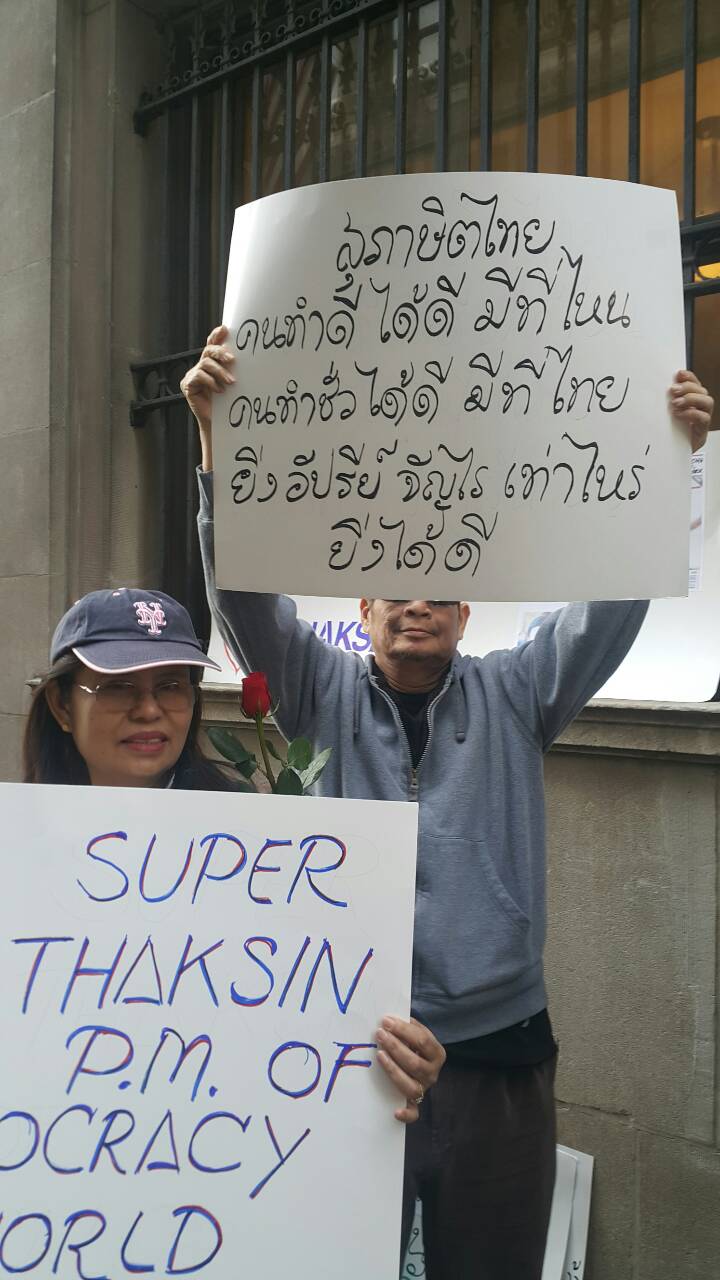 สุภาษิตไทย
คนทำดี ได้ดี มีที่ไหน
คนทำชั่วได้ดี มีที่ไทย
ยิ่งอัปรีย์ จัญไร เท่าไหร่
ยิ่งได้ดี
HAKS
NY
SUPER
THAKSIN
P.M. OF
OCRACY
ORLD